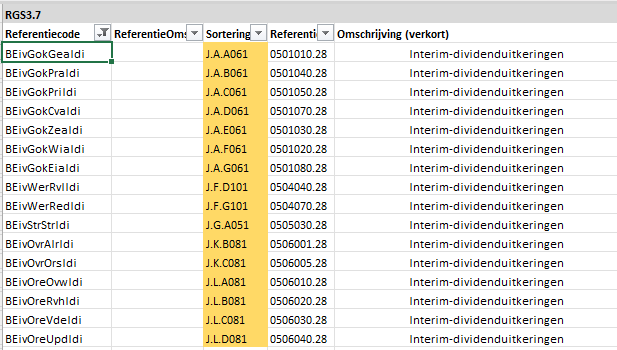 RGS3.7
Referentiecode ReferentieOms Sortering Referentie Omschrijving (verkort)
BEivGokGeaIdi J.A.A061 0501010.28 Interim-dividenduitkeringen
BEivGokPraIdi J.A.B061 0501040.28 Interim-dividenduitkeringen
BEivGokPriIdi J.A.C061 0501050.28 Interim-dividenduitkeringen
BEivGokCvaIdi J.A.D061 0501070.28 Interim-dividenduitkeringen
BEivGokZeaIdi J.A.E061 0501030.28 Interim-dividenduitkeringen
BEivGokWiaIdi J.A.F061 0501020.28 Interim-dividenduitkeringen
BEivGokEiaIdi J.A.G061 0501080.28 Interim-dividenduitkeringen
BEivWerRvlIdi J.F.D101 0504040.28 Interim-dividenduitkeringen
BEivWerRedIdi J.F.G101 0504070.28 Interim-dividenduitkeringen
BEivStrStrIdi J.G.A051 0505030.28 Interim-dividenduitkeringen
BEivOvrAlrIdi J.K.B081 0506001.28 Interim-dividenduitkeringen
BEivOvrOrsIdi J.K.C081 0506005.28 Interim-dividenduitkeringen
BEivOreOvwIdi J.L.A081 0506010.28 Interim-dividenduitkeringen
BEivOreRvhIdi J.L.B081 0506020.28 Interim-dividenduitkeringen
BEivOreVdeIdi J.L.C081 0506030.28 Interim-dividenduitkeringen
BEivOreUpdIdi J.L.D081 0506040.28 Interim-dividenduitkeringen